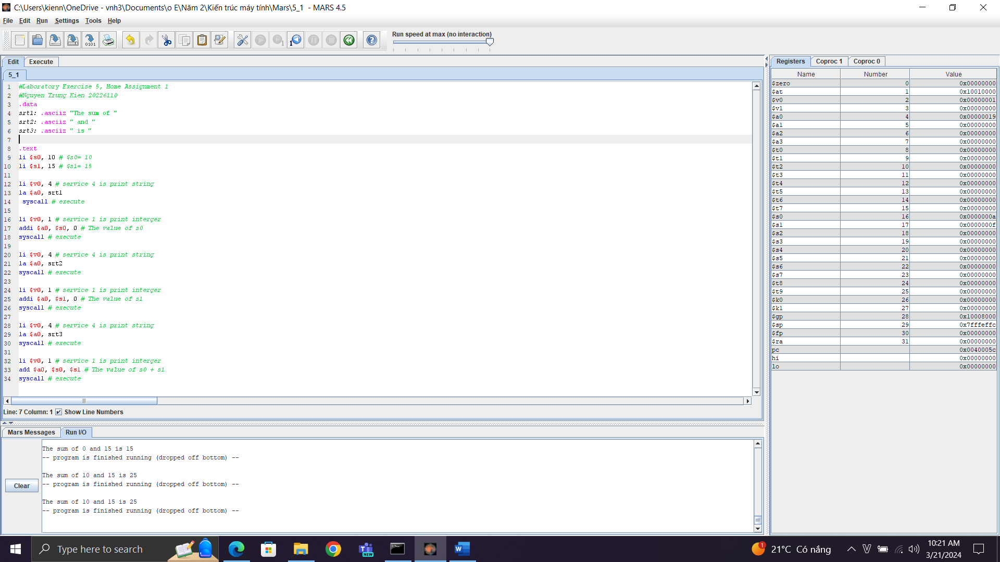 C:\Users\kienn\OneDrive - vnh3\Documents\o E\Năm 2\Kiến trúc máy tính\Mars\5_1 - MARS 4.5
File Edit Run Settings Tools Help
Run speed at max (no interaction)
Edit Execute
5_1
1 #Laboratory Exercise 5, Home Assignment 1
2 #Nguyen Trung Kien 20226110
3 .data
4 srt1: .asciiz "The sum of "
5 srt2: .asciiz " and "
6 srt3: .asciiz " is "
7
8 .text
9 li $s0, 10 # $s0= 10
10 li $s1, 15 # $s1= 15
11
12 li $v0, 4 # service 4 is print string
13 la $a0, srt1
14 syscall # execute
15
16 li $v0, 1 # service 1 is print interger
17 addi $a0, $s0, 0 # The value of s0
18 syscall # execute
19
20 li $v0, 4 # service 4 is print string
21 la $a0, srt2
22 syscall # execute
23
24 li $v0, 1 # service 1 is print interger
25 addi $a0, $s1, 0 # The value of s1
26 syscall # execute
27
28 li $v0, 4 # service 4 is print string
29 la $a0, srt3
30 syscall # execute
31
32 li $v0, 1 # service 1 is print interger
33 add $a0, $s0, $s1 # The value of s0 + s1
34 syscall # execute
Line: 7 Column: 1 Show Line Numbers
Mars Messages Run I/O
Clear
The sum of 0 and 15 is 15
-- program is finished running (dropped off bottom) --
The sum of 10 and 15 is 25
-- program is finished running (dropped off bottom) --
The sum of 10 and 15 is 25
-- program is finished running (dropped off bottom) --
Registers Coproc 1 Coproc 0
Name Number Value
$zero 0 0x00000000
$at 1 0x10010000
$v0 2 0x00000001
$v1 3 0x00000000
$a0 4 0x00000019
$a1 5 0x00000000
$a2 6 0x00000000
$a3 7 0x00000000
$t0 8 0x00000000
$t1 9 0x00000000
$t2 10 0x00000000
$t3 11 0x00000000
$t4 12 0x00000000
$t5 13 0x00000000
$t6 14 0x00000000
$t7 15 0x00000000
$s0 16 0x0000000a
$s1 17 0x0000000f
$s2 18 0x00000000
$s3 19 0x00000000
$s4 20 0x00000000
$s5 21 0x00000000
$s6 22 0x00000000
$s7 23 0x00000000
$t8 24 0x00000000
$t9 25 0x00000000
$k0 26 0x00000000
$k1 27 0x00000000
$gp 28 0x10008000
$sp 29 0x7fffeffc
$fp 30 0x00000000
$ra 31 0x00000000
pc 0x0040005c
hi 0x00000000
lo 0x00000000
Type here to search
NEW
1
21°C Có nắng
10:21 AM
3/21/2024